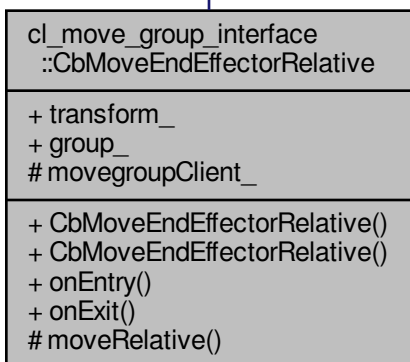 cl_move_group_interface
::CbMoveEndEffectorRelative
+ transform_
+ group_
# movegroupClient_
+ CbMoveEndEffectorRelative()
+ CbMoveEndEffectorRelative()
+ onEntry()
+ onExit()
# moveRelative()